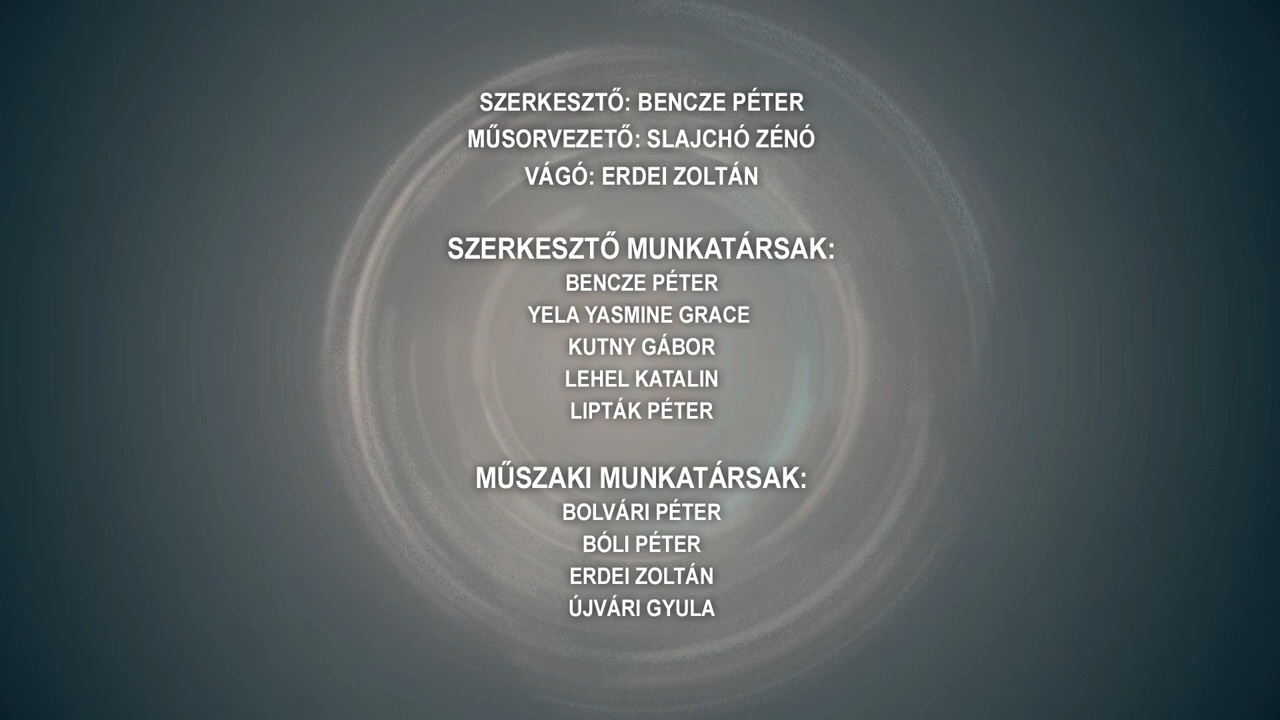 SZERKESZTŐ: BENCZE PÉTER
MŰSORVEZETŐ: SLAJCHÓ ZÉNÓ
VÁGÓ: ERDEI ZOLTÁN
SZERKESZTŐ MUNKATÁRSAK:
BENCZE PÉTER
YELA YASMINE GRACE
KUTNY GÁBOR
LEHEL KATALIN
LIPTÁK PÉTER
MŰSZAKI MUNKATÁRSAK:
BOLVÁRI PÉTER
BÓLI PÉTER
ERDEI ZOLTÁN
ÚJVÁRI GYULA